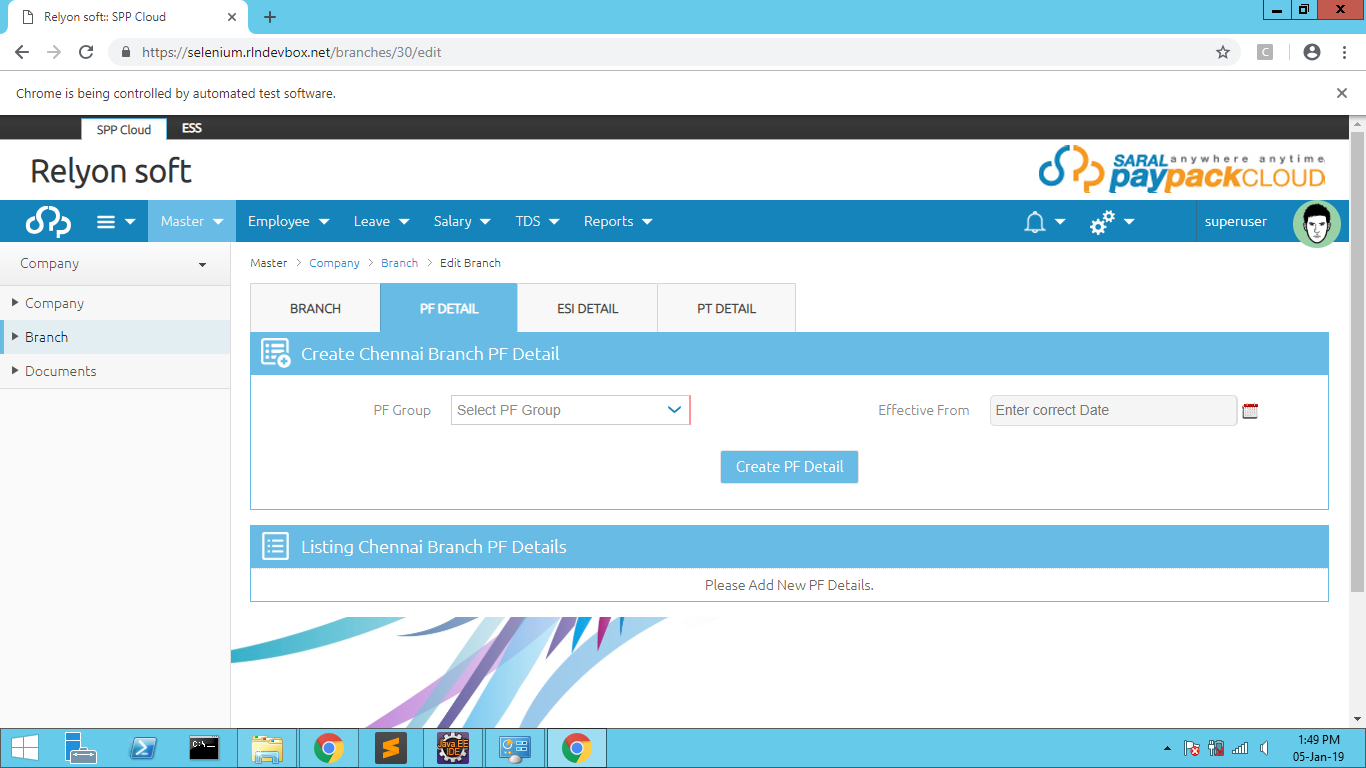 Relyon soft:: SPP Cloud
https://selenium.rlndevbox.net/branches/30/edit
C
Chrome is being controlled by automated test software.
SPP Cloud ESS
Relyon soft
SARAL anywhere anytime
paypackCLOUD
Master Employee Leave Salary TDS Reports superuser
Company
Company
Branch
Documents
Master > Company > Branch > Edit Branch
BRANCH PF DETAIL ESI DETAIL PT DETAIL
Create Chennai Branch PF Detail
PF Group Select PF Group Effective From Enter correct Date
Create PF Detail
Listing Chennai Branch PF Details
Please Add New PF Details.
C:\_
Java EE
IDE
1:49 PM
05-Jan-19